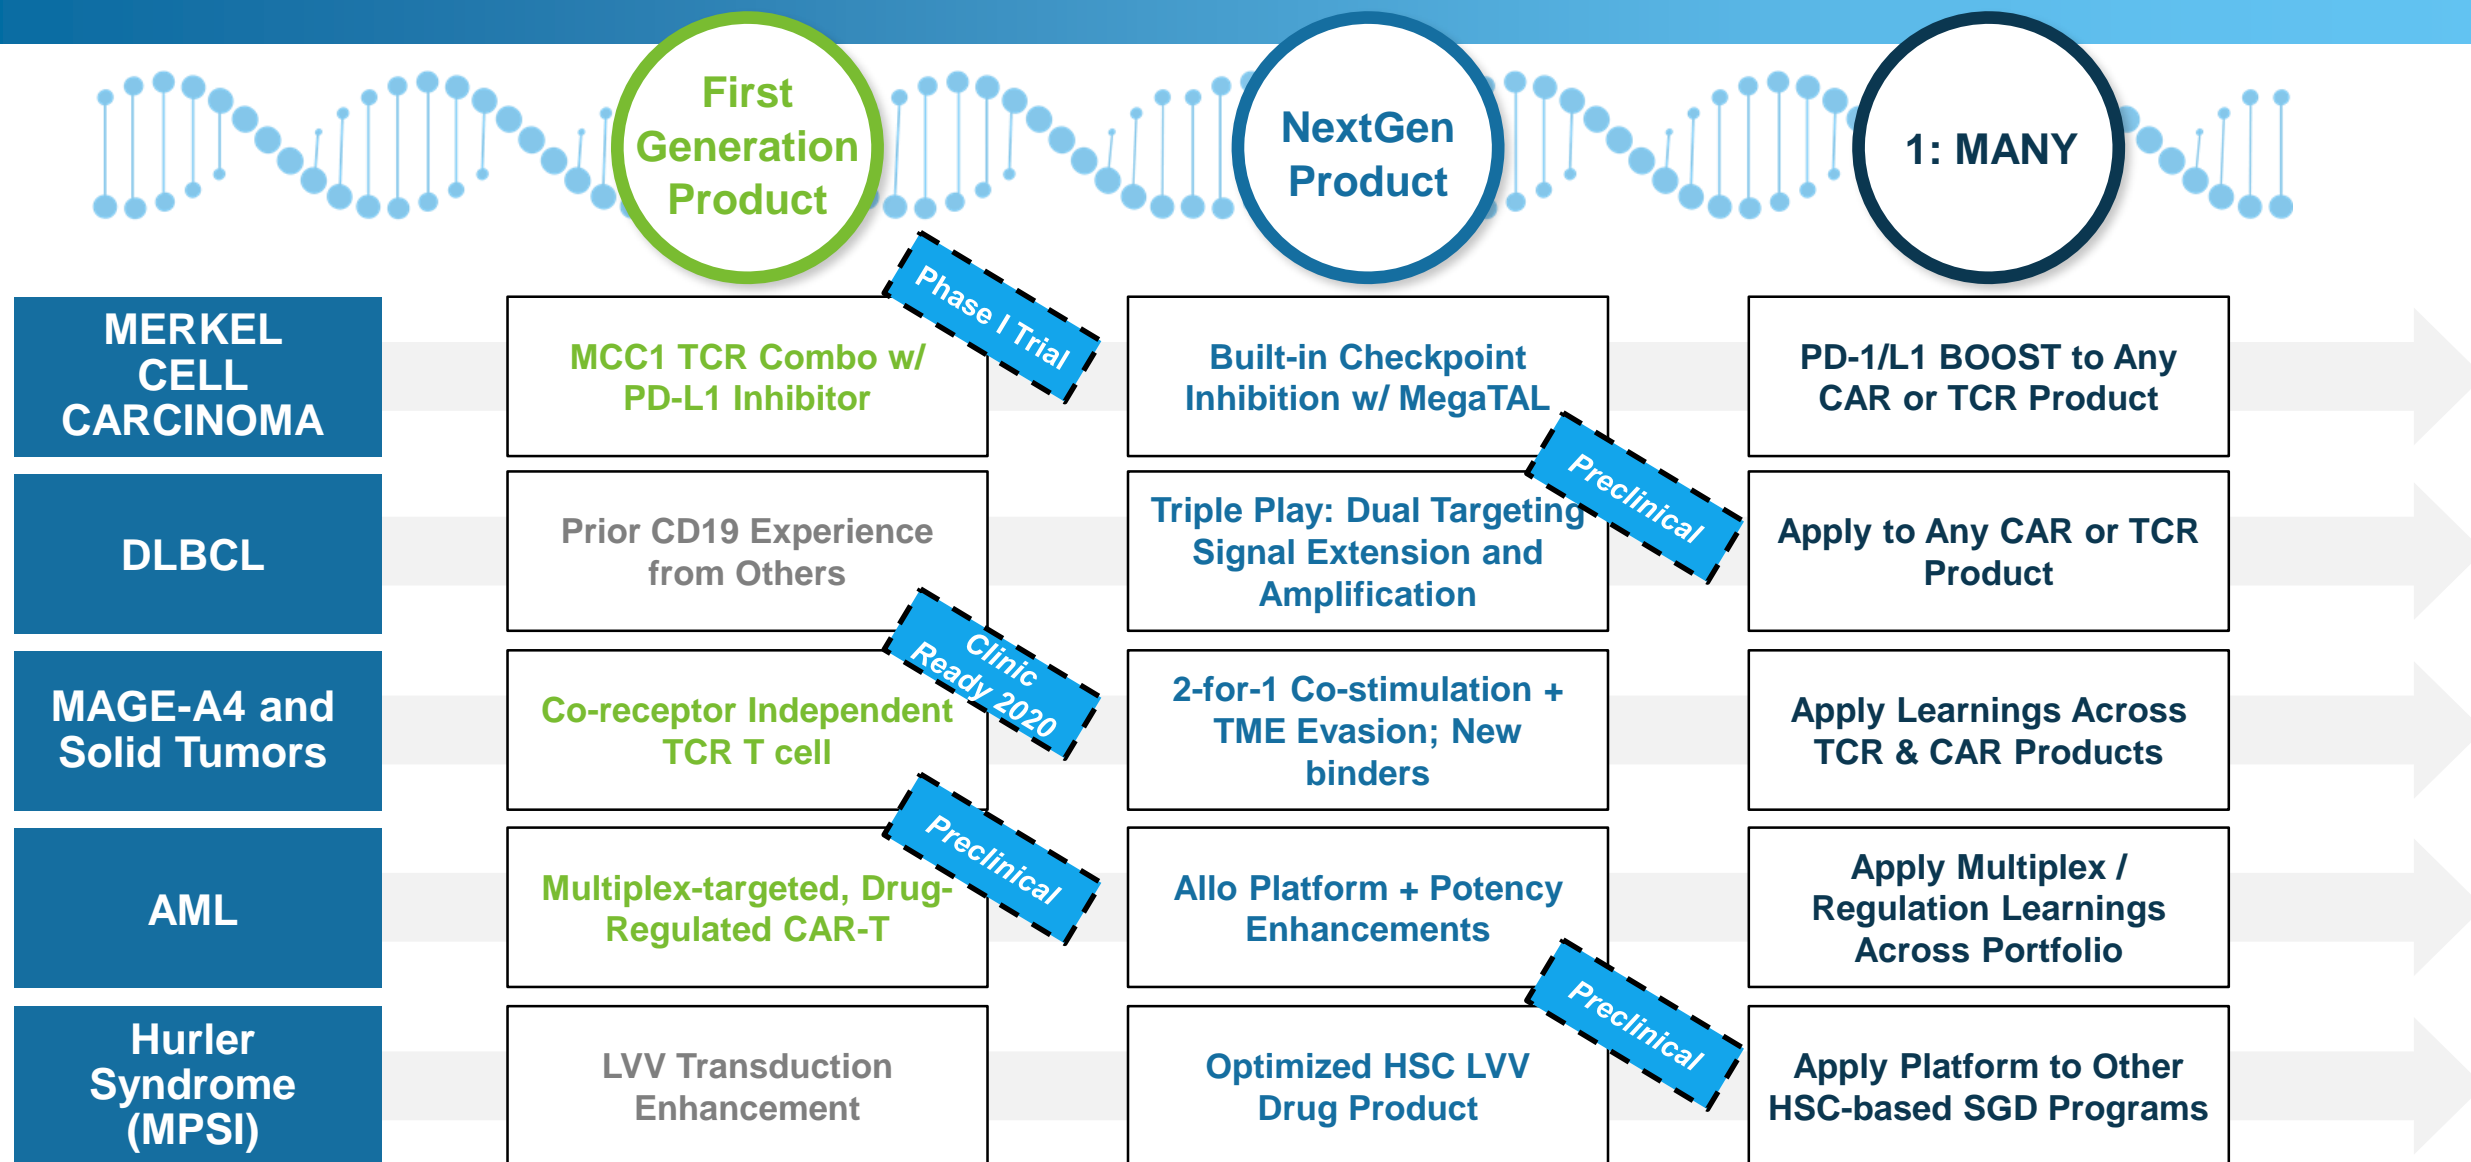 First
Generation
Product
NextGen
Product
1: MANY
MERKEL
CELL
CARCINOMA
MCC1 TCR Combo w/
PD-L1 Inhibitor
Phase I Trial
Built-in Checkpoint
Inhibition w/ MegaTAL
PD-1/L1 BOOST to Any
CAR or TCR Product
DLBCL
Prior CD19 Experience
from Others
Triple Play: Dual Targeting
Signal Extension and
Amplification
Preclinical
Apply to Any CAR or TCR
Product
MAGE-A4 and
Solid Tumors
Co-receptor Independent
TCR T cell
Clinic
Ready 2020
2-for-1 Co-stimulation +
TME Evasion; New
binders
Apply Learnings Across
TCR & CAR Products
AML
Multiplex-targeted, Drug-
Regulated CAR-T
Preclinical
Allo Platform + Potency
Enhancements
Apply Multiplex /
Regulation Learnings
Across Portfolio
Hurler
Syndrome
(MPSI)
LVV Transduction
Enhancement
Optimized HSC LVV
Drug Product
Preclinical
Apply Platform to Other
HSC-based SGD Programs